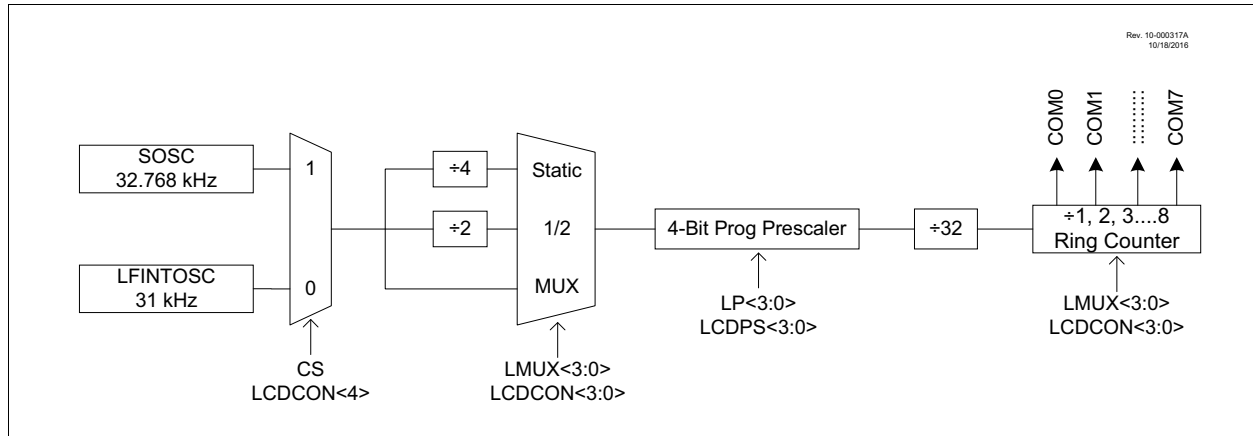 Rev. 10-000317A
10/18/2016
COM0
COM1
COM7
SOSC
32.768 kHz
LFINTOSC
31 kHz
1
0
CS
LCDCON<4>
÷4
÷2
Static
1/2
MUX
LMUX<3:0>
LCDCON<3:0>
4-Bit Prog Prescaler
LP<3:0>
LCDPS<3:0>
÷32
÷1, 2, 3....8
Ring Counter
LMUX<3:0>
LCDCON<3:0>